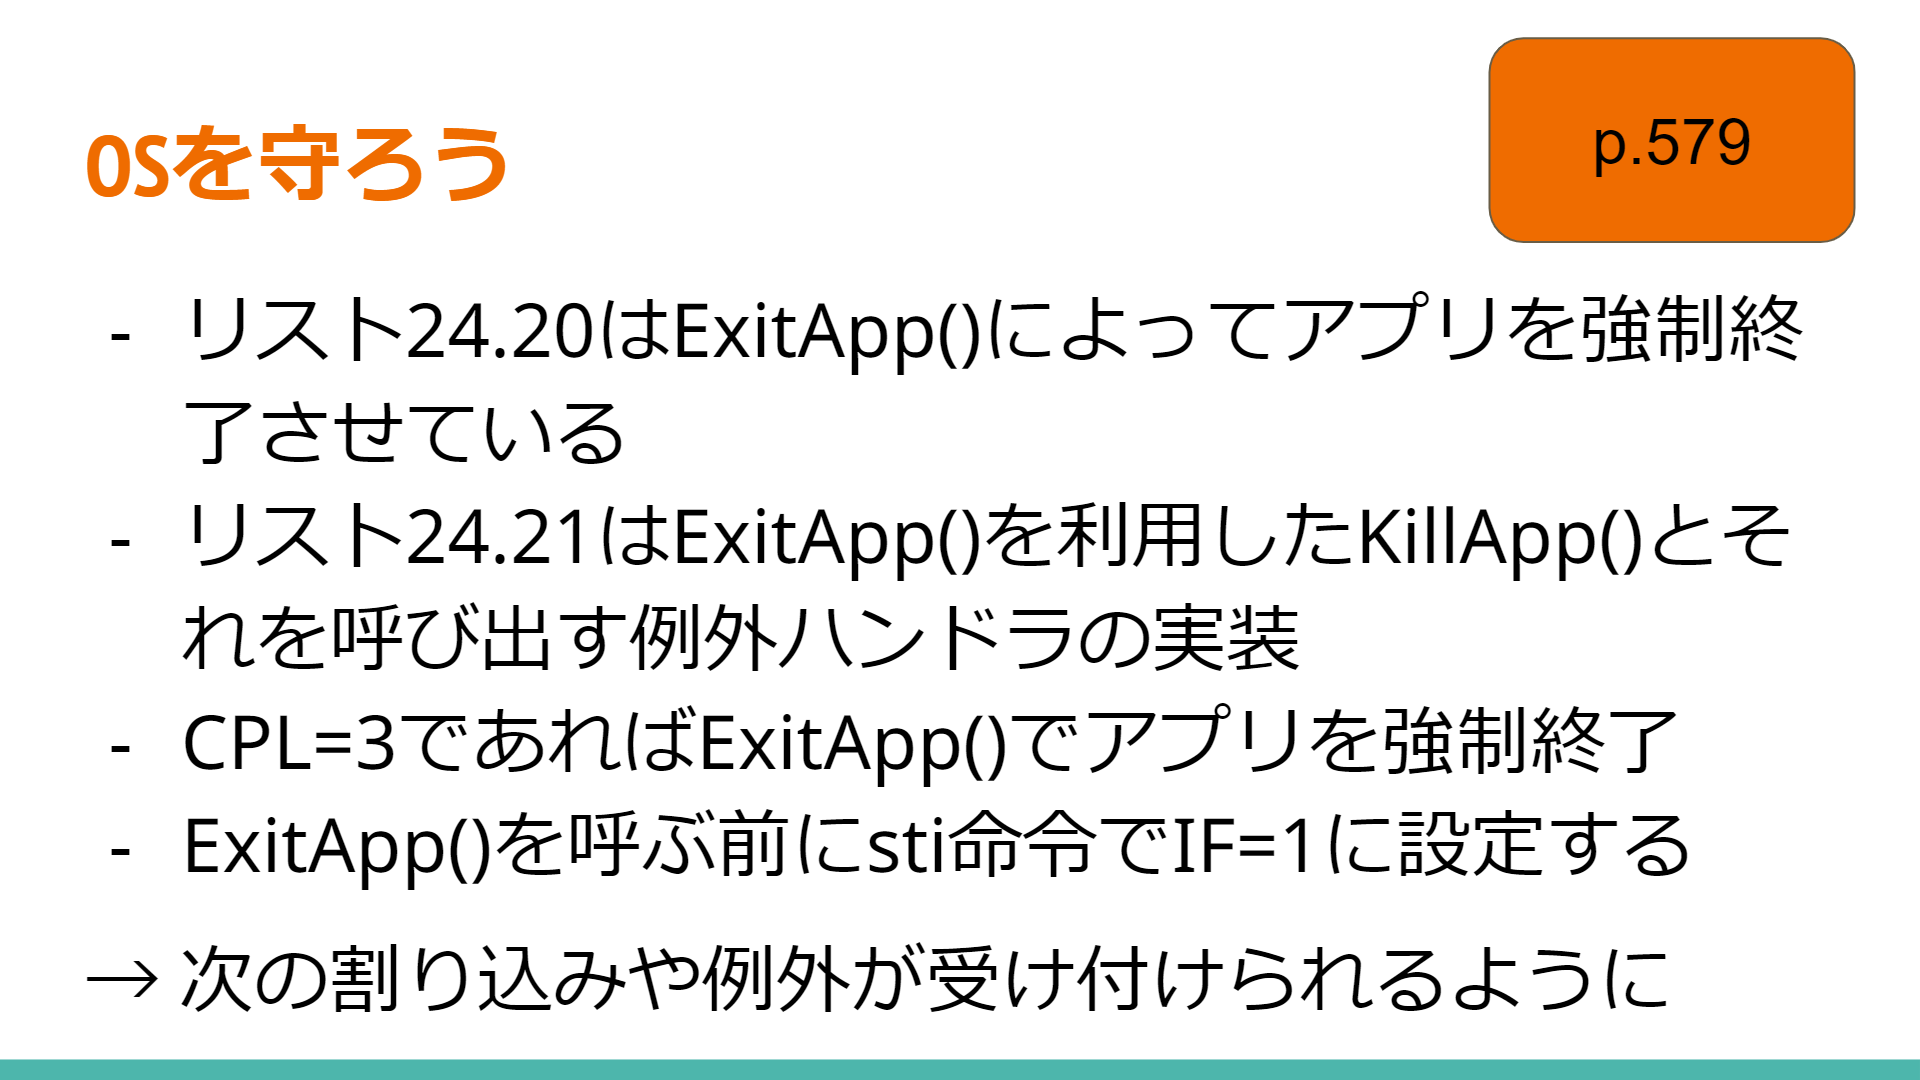 OSを守ろう
p.579
- リスト24.20はExitApp()によってアプリを強制終
了させている
- リスト24.21はExitApp()を利用したKillApp()とそ
れを呼び出す例外ハンドラの実装
- CPL=3であればExitApp()でアプリを強制終了
- ExitApp()を呼ぶ前にsti命令でIF=1に設定する
→ 次の割り込みや例外が受け付けられるように